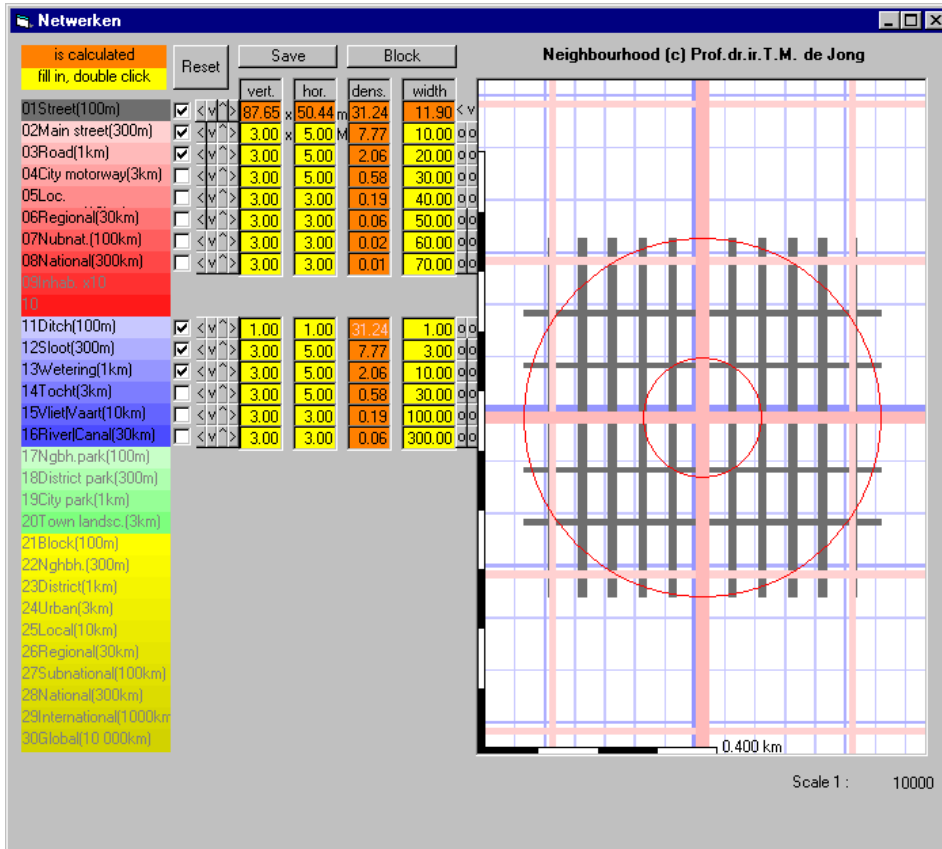 Netwerken
is calculated
fill in, double click
Reset
Save
Block
Neighbourhood (c) Prof.dr.ir.T.M. de Jong
vert. hor. dens. width
01Street(100m) < v ^ > 87.65 x 50.44 m 31.24 11.90 < v
02Main street(300m) < v ^ > 3.00 x 5.00 M 7.77 10.00 o o
03Road(1km) < v ^ > 3.00 5.00 2.06 20.00 o o
04City motorway(3km) < v ^ > 3.00 5.00 0.58 30.00 o o
05Loc. < v ^ > 3.00 5.00 0.19 40.00 o o
06Regional(30km) < v ^ > 3.00 3.00 0.06 50.00 o o
07Nubnat.(100km) < v ^ > 3.00 3.00 0.02 60.00 o o
08National(300km) < v ^ > 3.00 3.00 0.01 70.00 o o
09Inhab. x10
10
11Ditch(100m) < v ^ > 1.00 1.00 31.24 1.00 o o
12Sloot(300m) < v ^ > 3.00 5.00 7.77 3.00 o o
13Wetering(1km) < v ^ > 3.00 5.00 2.06 10.00 o o
14Tocht(3km) < v ^ > 3.00 5.00 0.58 30.00 o o
15Vliet|Vaart(10km) < v ^ > 3.00 3.00 0.19 100.00 o o
16River|Canal(30km) < v ^ > 3.00 3.00 0.06 300.00 o o
17Ngbh.park(100m)
18District park(300m)
19City park(1km)
20Town landsc.(3km)
21Block(100m)
22Nghbh.(300m)
23District(1km)
24Urban(3km)
25Local(10km)
26Regional(30km)
27Subnational(100km)
28National(300km)
29International(1000km
30Global(10 000km)
0.400 km
Scale 1 : 10000